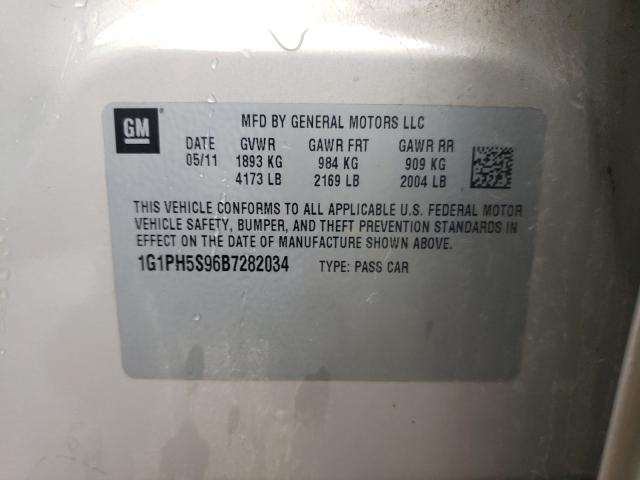 GM
MFD BY GENERAL MOTORS LLC
DATE GVWR GAWR FRT GAWR RR
05/11 1893 KG 984 KG 909 KG
4173 LB 2169 LB 2004 LB
THIS VEHICLE CONFORMS TO ALL APPLICABLE U.S. FEDERAL MOTOR
VEHICLE SAFETY, BUMPER, AND THEFT PREVENTION STANDARDS IN
EFFECT ON THE DATE OF MANUFACTURE SHOWN ABOVE.
1G1PH5S96B7282034 TYPE: PASS CAR